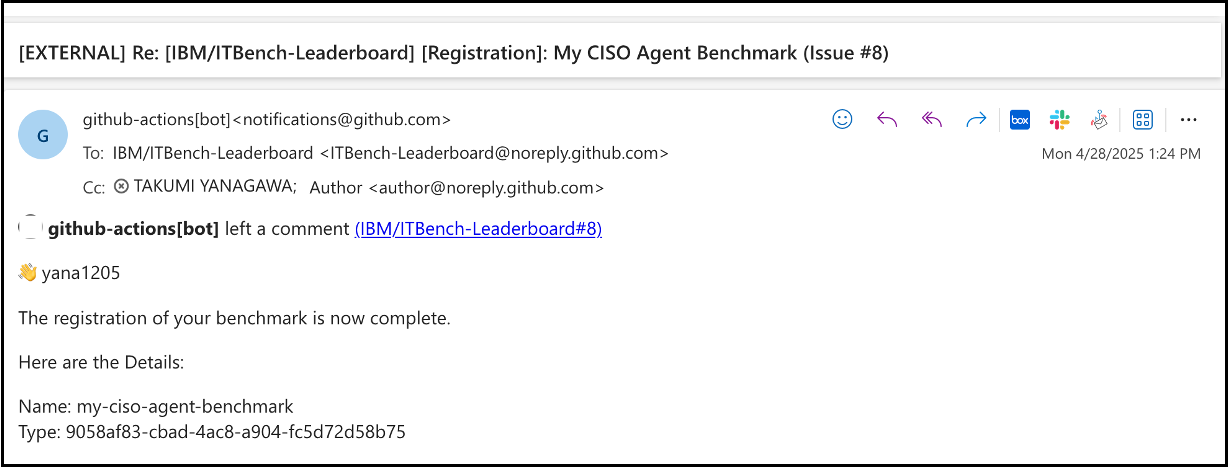 [EXTERNAL] Re: [IBM/ITBench-Leaderboard] [Registration]: My CISO Agent Benchmark (Issue #8)
G
github-actions[bot]<notifications@github.com>
box
To: IBM/ITBench-Leaderboard <ITBench-Leaderboard@noreply.github.com>
Mon 4/28/2025 1:24 PM
Cc: TAKUMI YANAGAWA; Author <author@noreply.github.com>
github-actions[bot] left a comment (IBM/ITBench-Leaderboard#8)
👋 yana1205
The registration of your benchmark is now complete.
Here are the Details:
Name: my-ciso-agent-benchmark
Type: 9058af83-cbad-4ac8-a904-fc5d72d58b75